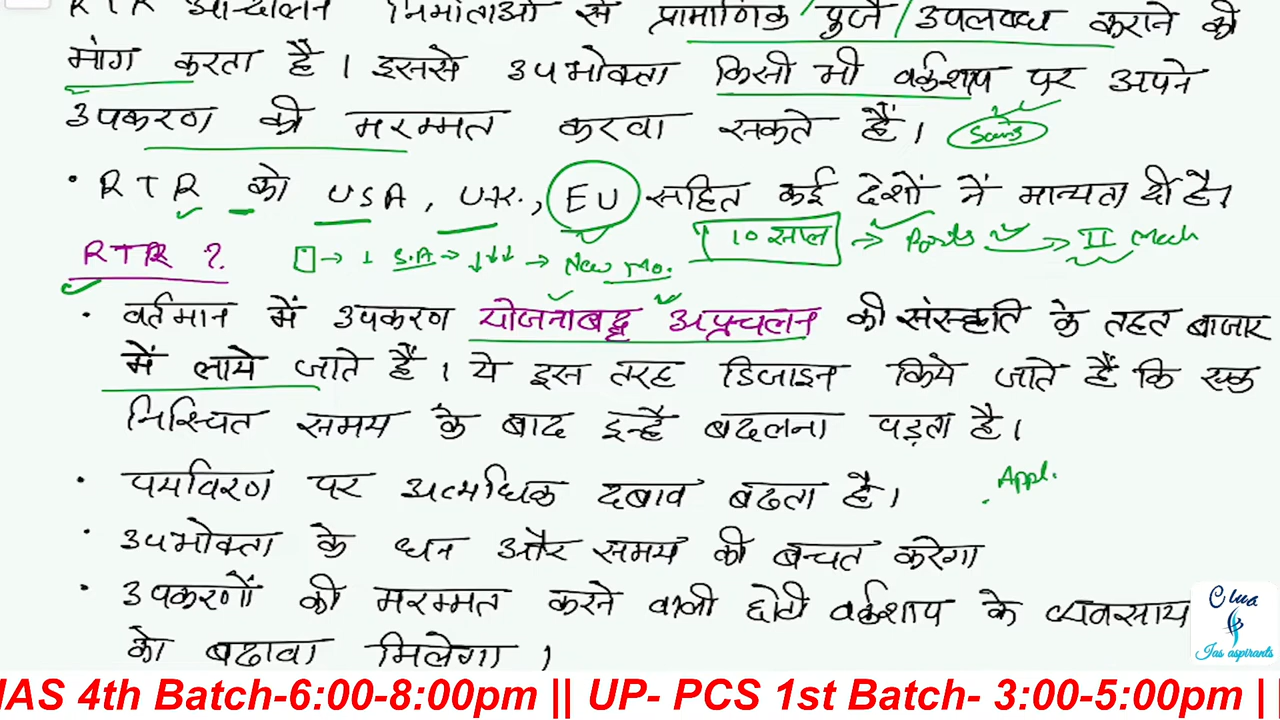 RTR आन्दोलन निर्माताओं से प्रामाणिक पुर्जे / उपलब्ध कराने की
मांग करता है। इससे उपभोक्ता किसी भी वर्कशाप पर अपने
उपकरण की मरम्मत करवा सकते हैं।
• RTR को USA, U.K., EU सहित कई देशों में मान्यता दी है।
10 साल → Parts → II Mech
RTR ?
→ 1 S.A → ↓↓↓ → New Mo.
• वर्तमान में उपकरण योजनाबद्ध अप्रचलन की संस्कृति के तहत बाजार
में लाये जाते हैं। ये इस तरह डिजाइन किये जाते हैं कि एक
निश्चित समय के बाद इन्हें बदलना पड़ता है।
• पर्यावरण पर अत्यधिक दबाव बढता है।
Appl.
• उपभोक्ता के धन और समय की बचत करेगा
• उपकरणों की मरम्मत करने वाली छोटी वर्कशाप के व्यवसाय
को बढावा मिलेगा।
Clua
Ias aspirants
IAS 4th Batch-6:00-8:00pm || UP- PCS 1st Batch- 3:00-5:00pm ||